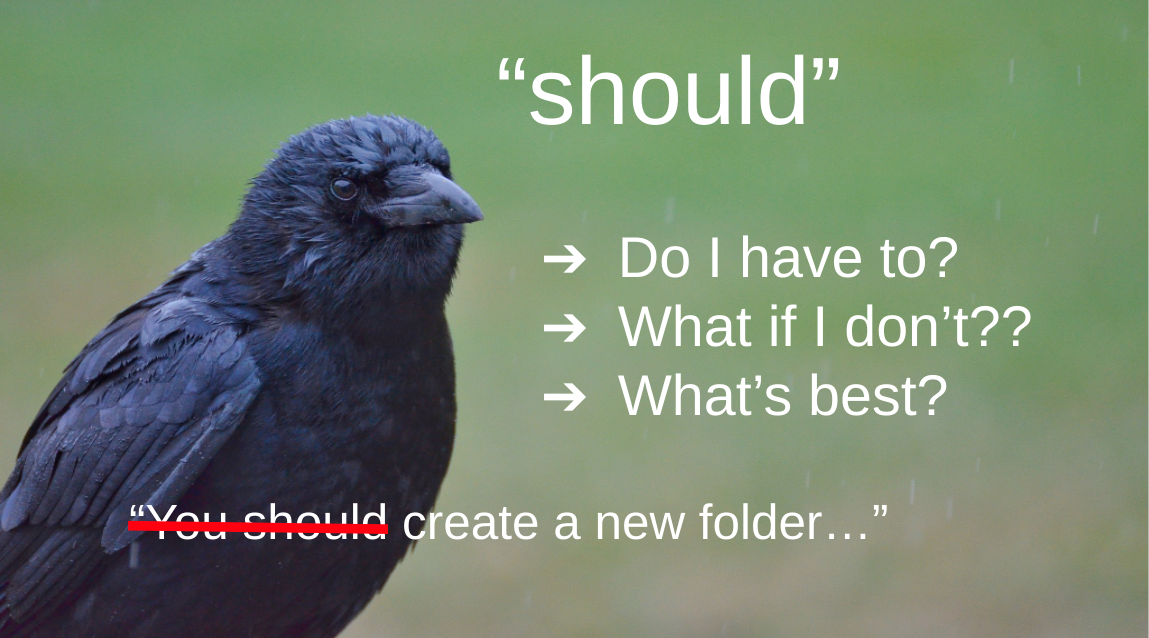 “should”
➔ Do I have to?
➔ What if I don’t??
➔ What’s best?
“You should create a new folder…”